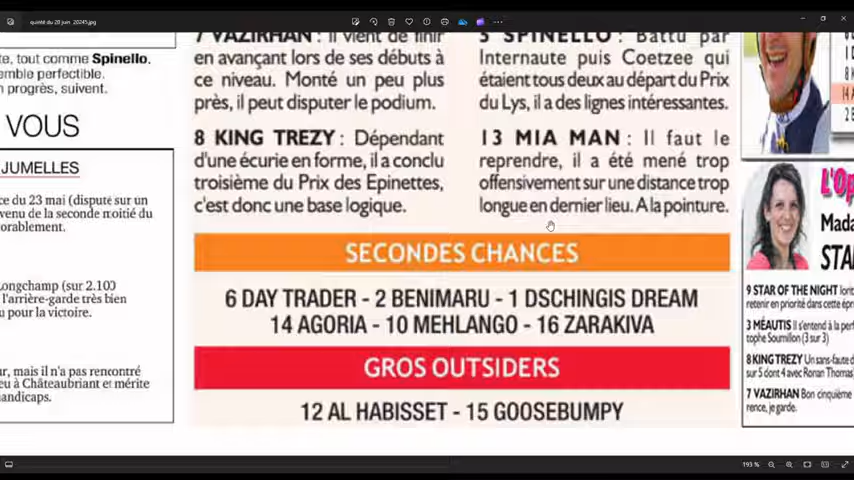 quinté du 20 juin_20245.jpg
te, tout comme Spinello.
emble perfectible.
n progrès, suivent.
VOUS
JUMELLES
ce du 23 mai (disputé sur un
venu de la seconde moitié du
orablement.
Longchamp (sur 2.100
l'arrière-garde très bien
u pour la victoire.
ur, mais il n'a pas rencontré
eu à Châteaubriant et mérite
andicaps.
7 VAZIRHAN : Il vient de finir
en avançant lors de ses débuts à
ce niveau. Monté un peu plus
près, il peut disputer le podium.
8 KING TREZY : Dépendant
d'une écurie en forme, il a conclu
troisième du Prix des Epinettes,
c'est donc une base logique.
5 SPINELLO : Battu par
Internaute puis Coetzee qui
étaient tous deux au départ du Prix
du Lys, il a des lignes intéressantes.
13 MIA MAN : Il faut le
reprendre, il a été mené trop
offensivement sur une distance trop
longue en dernier lieu. A la pointure.
SECONDES CHANCES
6 DAY TRADER - 2 BENIMARU - 1 DSCHINGIS DREAM
14 AGORIA - 10 MEHLANGO - 16 ZARAKIVA
GROS OUTSIDERS
12 AL HABISSET - 15 GOOSEBUMPY
L'Op
Mada
STAR
9 STAR OF THE NIGHT
retenir en priorité dans cette
3 MÉAUTIS Il s'entend à la
tophe Soumillon (3 sur 3)
8 KING TREZY Un sans-faute
sur 5 dont 4 avec Ronan Thomas
7 VAZIRHAN Bon cinquième
rence, je garde.
193 %